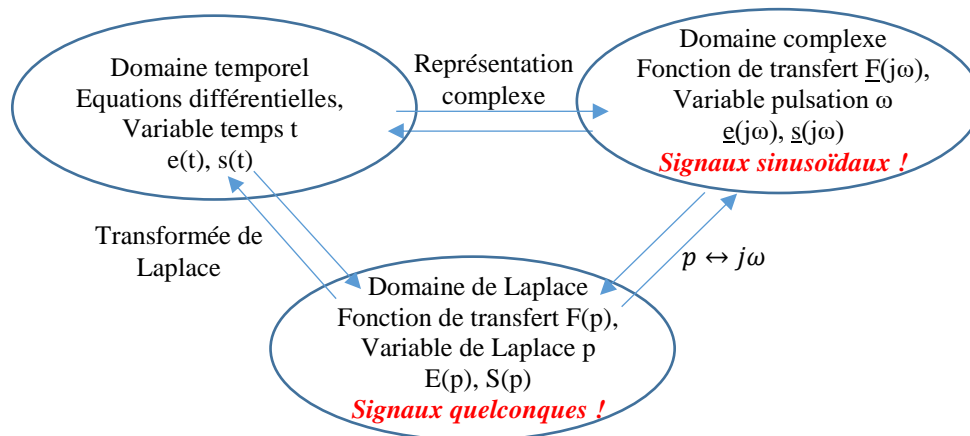 Domaine temporel
Equations différentielles,
Variable temps t
e(t), s(t)
Représentation
complexe
Domaine complexe
Fonction de transfert F(jω),
Variable pulsation ω
e(jω), s(jω)
Signaux sinusoïdaux !
Transformée de
Laplace
p ↔ jω
Domaine de Laplace
Fonction de transfert F(p),
Variable de Laplace p
E(p), S(p)
Signaux quelconques !